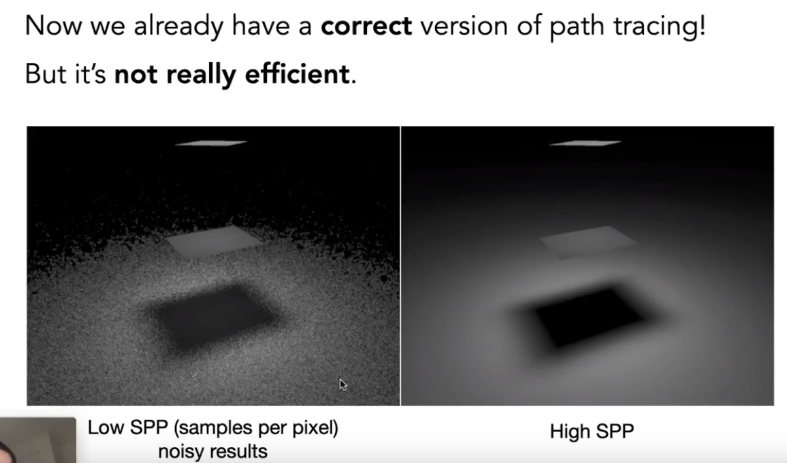 Now we already have a correct version of path tracing!
But it's not really efficient.
Low SPP (samples per pixel)
noisy results
High SPP